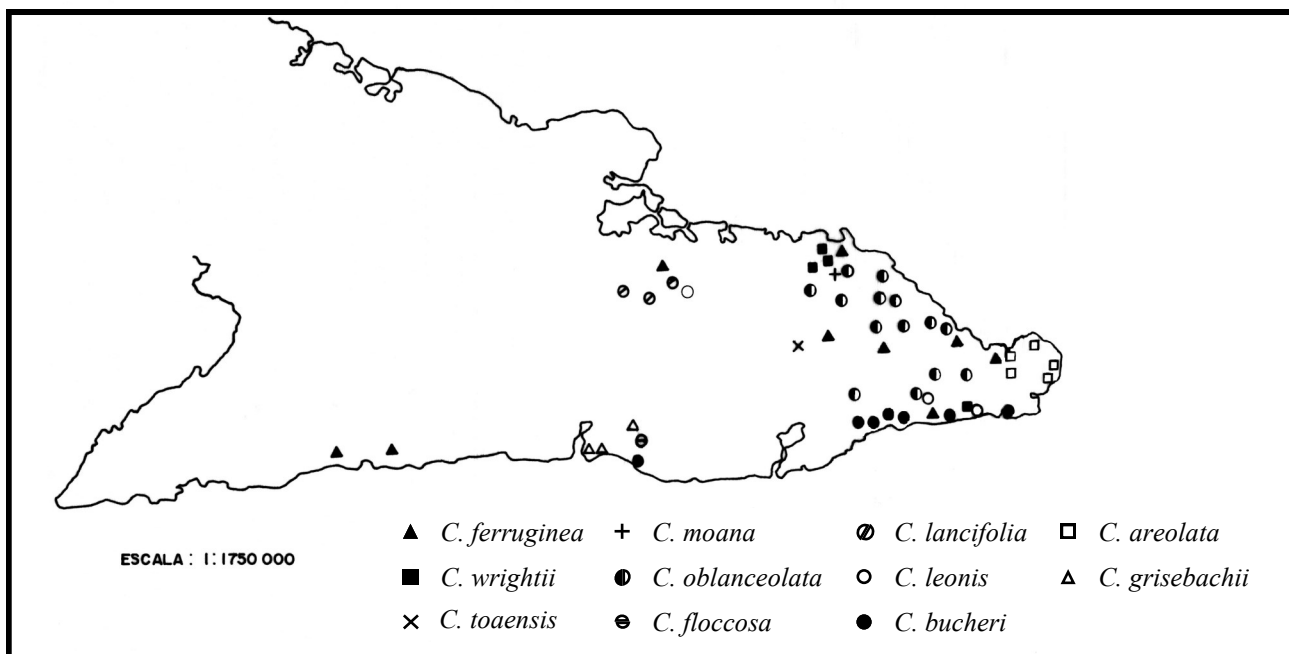 C. ferruginea C. moana C. lancifolia C. areolata
ESCALA : 1:1750 000
C. wrightii C. oblanceolata C. leonis C. grisebachii
C. toaensis C. floccosa C. bucheri